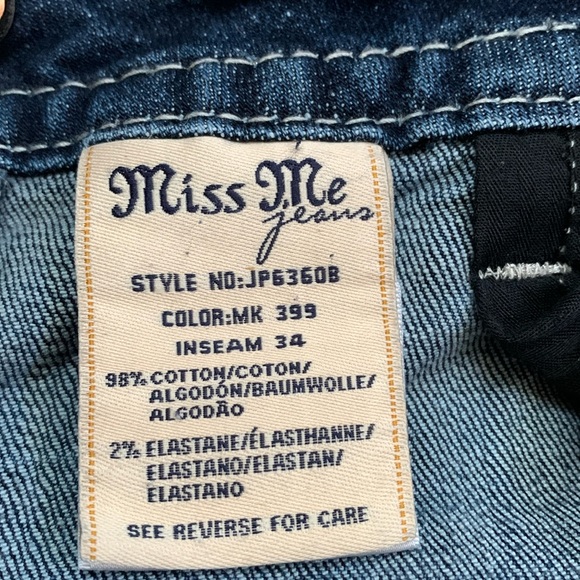 Miss Me
jeans
STYLE NO:JP6360B
COLOR:MK 399
INSEAM 34
98% COTTON/COTON/
ALGODÓN/BAUMWOLLE/
ALGODÃO
2% ELASTANE/ÉLASTHANNE/
ELASTANO/ELASTAN/
ELASTANO
SEE REVERSE FOR CARE